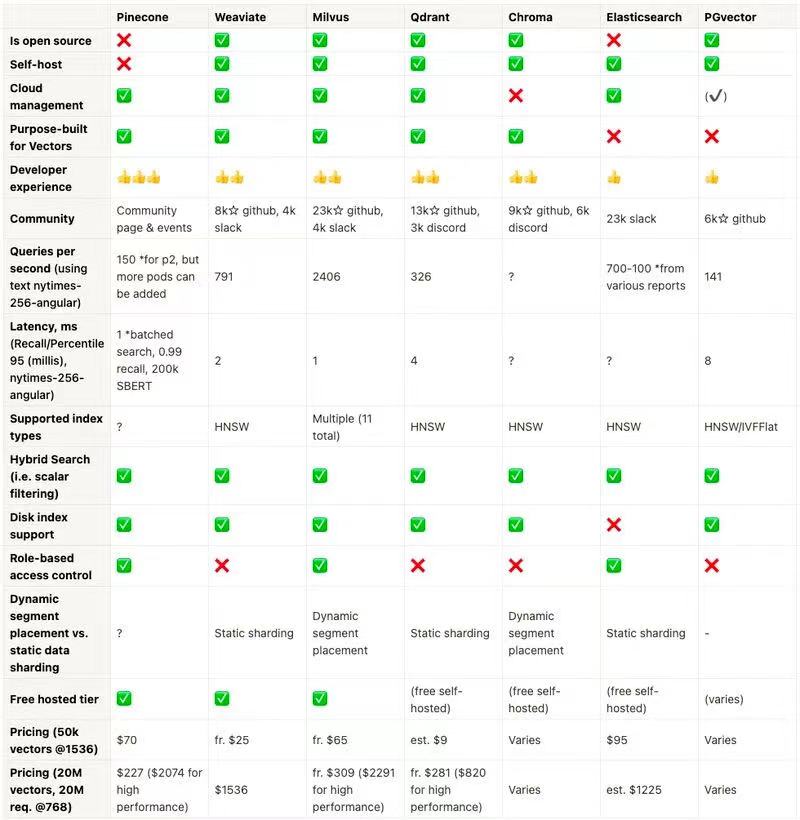 Pinecone Weaviate Milvus Qdrant Chroma Elasticsearch PGvector
Is open source ❌ ✅ ✅ ✅ ✅ ❌ ✅
Self-host ❌ ✅ ✅ ✅ ✅ ✅ ✅
Cloud management ✅ ✅ ✅ ✅ ❌ ✅ (✔)
Purpose-built for Vectors ✅ ✅ ✅ ✅ ✅ ❌ ❌
Developer experience 👍👍👍 👍👍 👍👍 👍👍 👍👍 👍 👍
Community Community page & events 8k☆ github, 4k slack 23k☆ github, 4k slack 13k☆ github, 3k discord 9k☆ github, 6k discord 23k slack 6k☆ github
Queries per second (using text nytimes-256-angular) 150 *for p2, but more pods can be added 791 2406 326 ? 700-100 *from various reports 141
Latency, ms (Recall/Percentile 95 (millis), nytimes-256-angular) 1 *batched search, 0.99 recall, 200k SBERT 2 1 4 ? ? 8
Supported index types ? HNSW Multiple (11 total) HNSW HNSW HNSW HNSW/IVFFlat
Hybrid Search (i.e. scalar filtering) ✅ ✅ ✅ ✅ ✅ ✅ ✅
Disk index support ✅ ✅ ✅ ✅ ✅ ❌ ✅
Role-based access control ✅ ❌ ✅ ❌ ❌ ✅ ❌
Dynamic segment placement vs. static data sharding ? Static sharding Dynamic segment placement Static sharding Dynamic segment placement Static sharding -
Free hosted tier ✅ ✅ ✅ (free self-hosted) (free self-hosted) (free self-hosted) (varies)
Pricing (50k vectors @1536) $70 fr. $25 fr. $65 est. $9 Varies $95 Varies
Pricing (20M vectors, 20M req. @768) $227 ($2074 for high performance) $1536 fr. $309 ($2291 for high performance) fr. $281 ($820 for high performance) Varies est. $1225 Varies